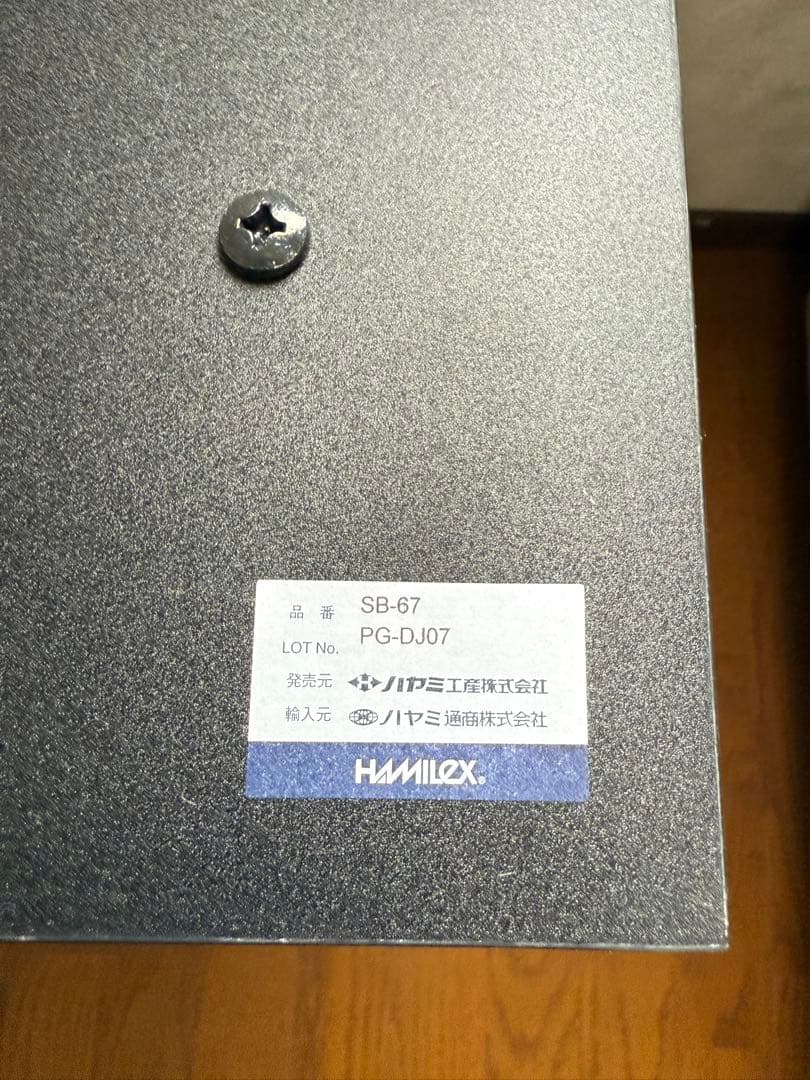 品番 SB-67
LOT No. PG-DJ07
発売元 ハヤミ工産株式会社
輸入元 ハヤミ通商株式会社
HAMILEX